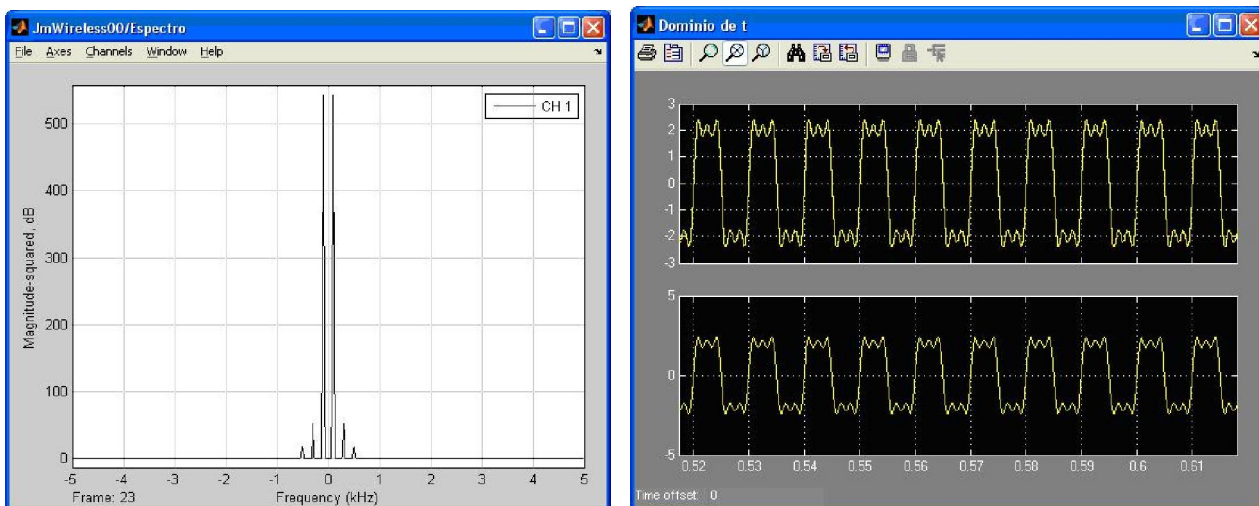 JmWireless00/Espectro
File Axes Channels Window Help
CH 1
500
400
300
200
100
0
Magnitude-squared, dB
-5 -4 -3 -2 -1 0 1 2 3 4 5
Frame: 23
Frequency (kHz)
Dominio de t
3
2
1
0
-1
-2
-3
5
0
-5
0.52 0.53 0.54 0.55 0.56 0.57 0.58 0.59 0.6 0.61
Time offset: 0